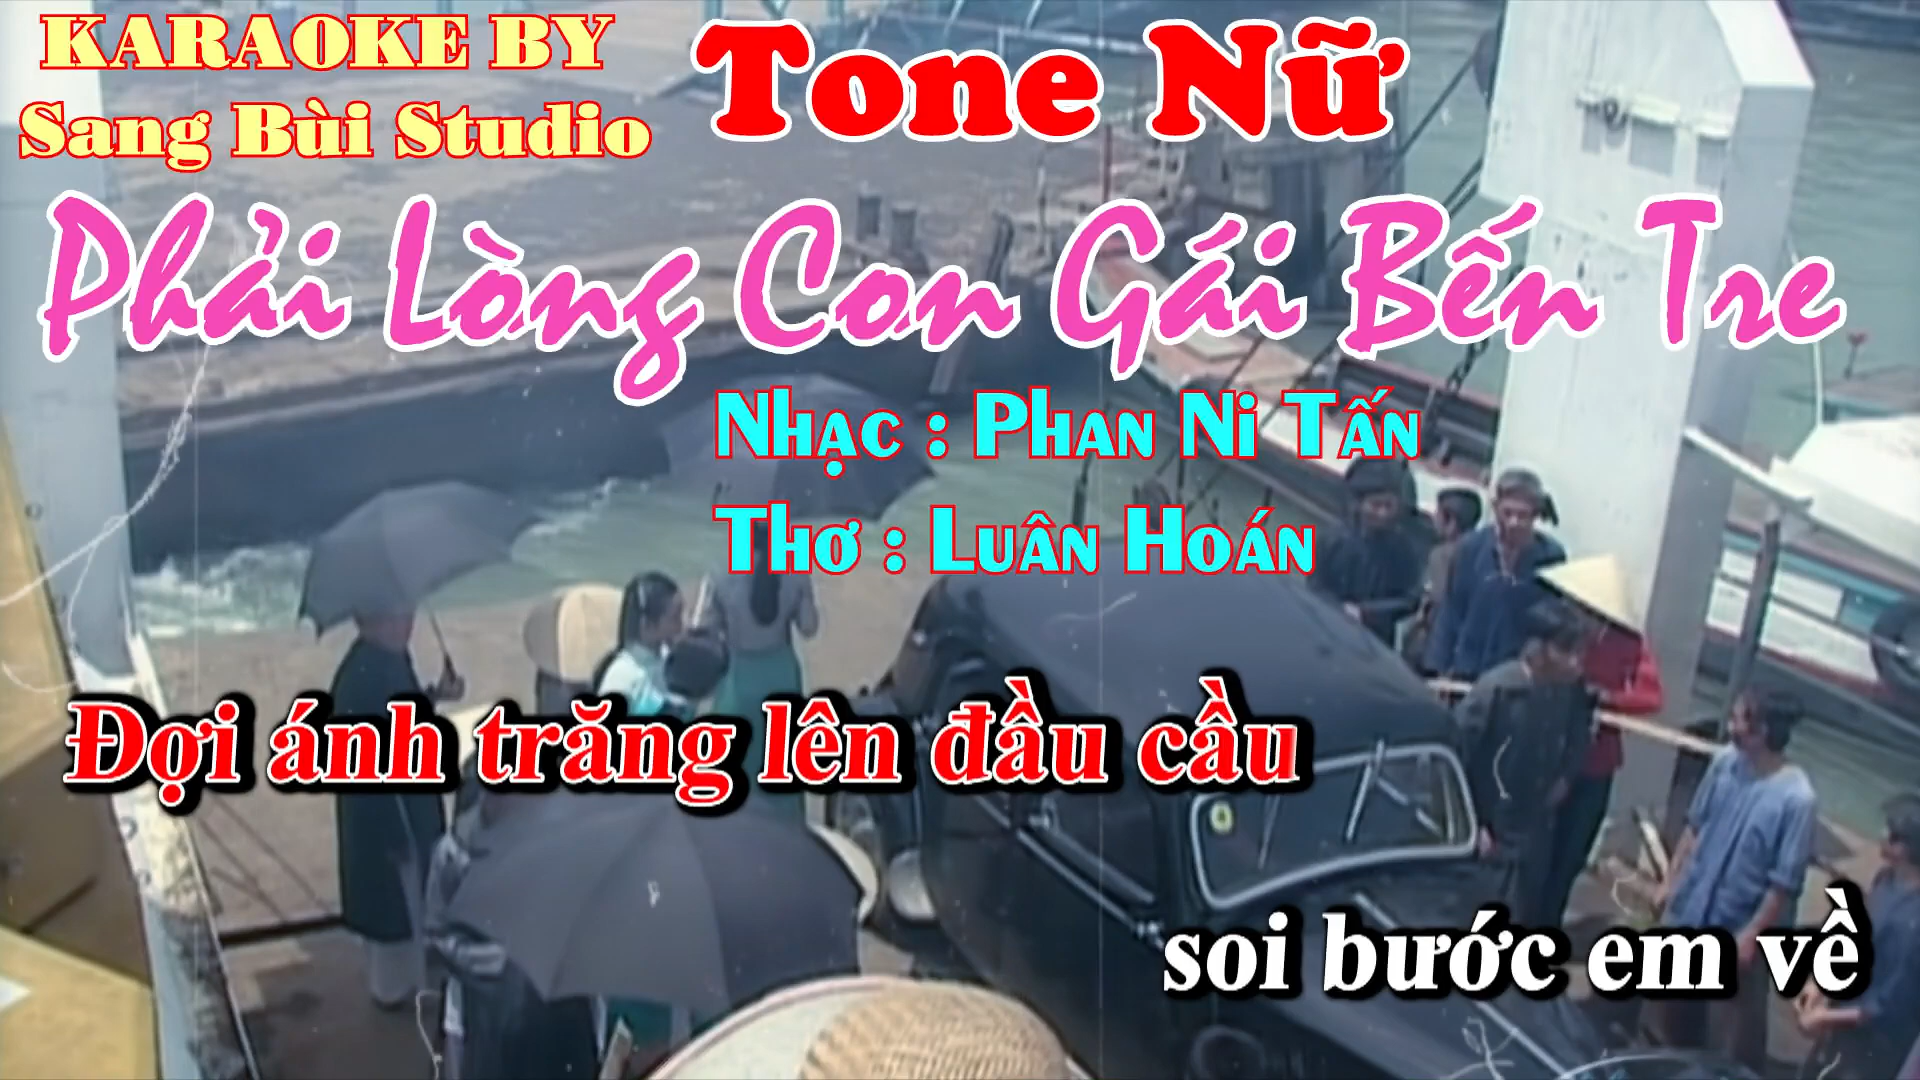 KARAOKE BY
Sang Bùi Studio
Tone Nữ
Phải Lòng Con Gái Bến Tre
Nhạc : Phan Ni Tấn
Thơ : Luân Hoán
Đợi ánh trăng lên đầu cầu
soi bước em về